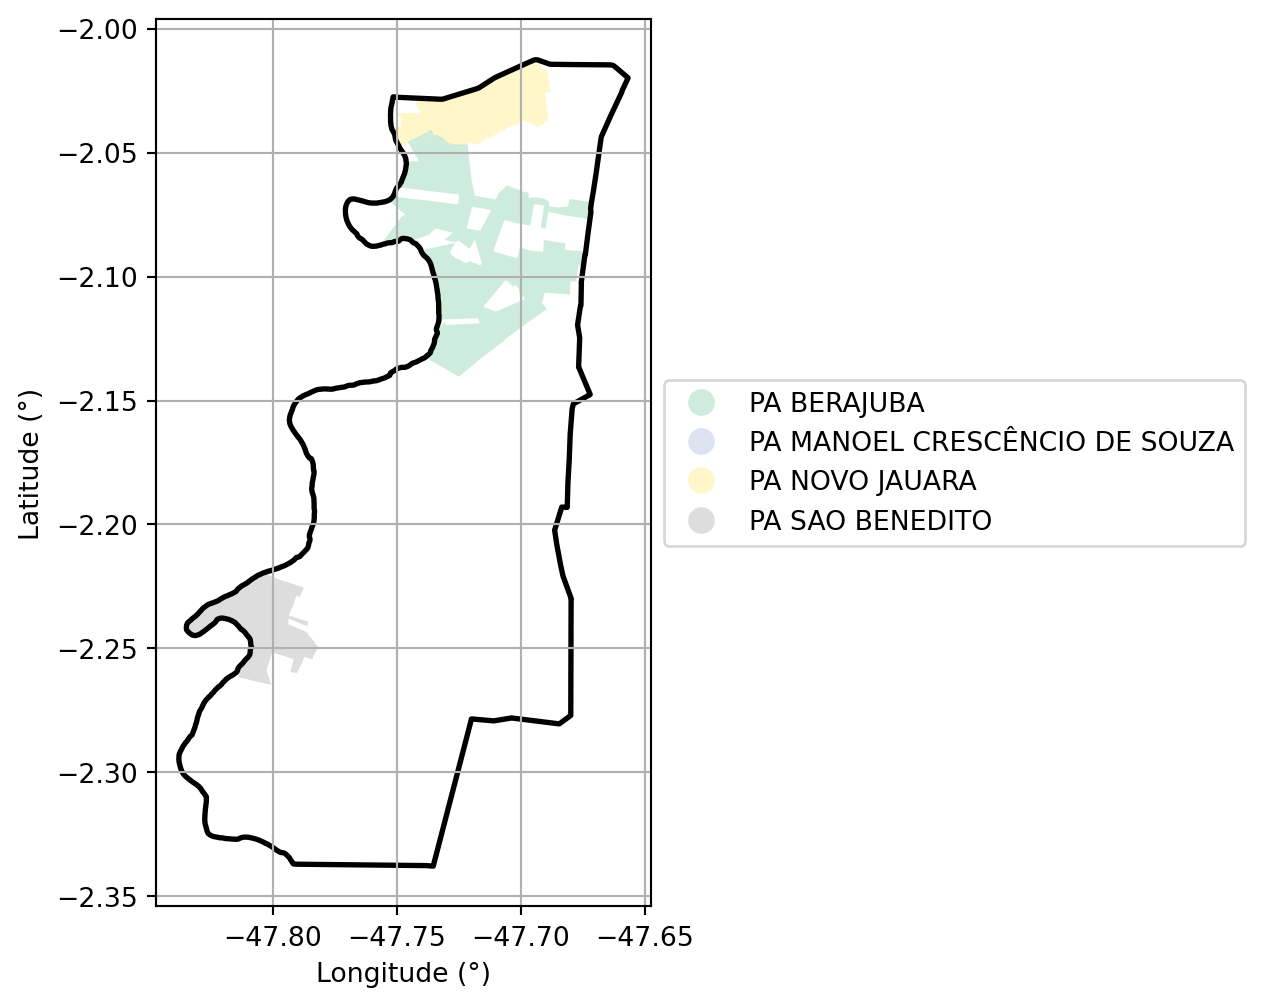 −2.00
−2.05
−2.10
−2.15
−2.20
−2.25
−2.30
−2.35
Latitude (°)
−47.80
−47.75
−47.70
−47.65
Longitude (°)
PA BERAJUBA
PA MANOEL CRESCÊNCIO DE SOUZA
PA NOVO JAUARA
PA SAO BENEDITO